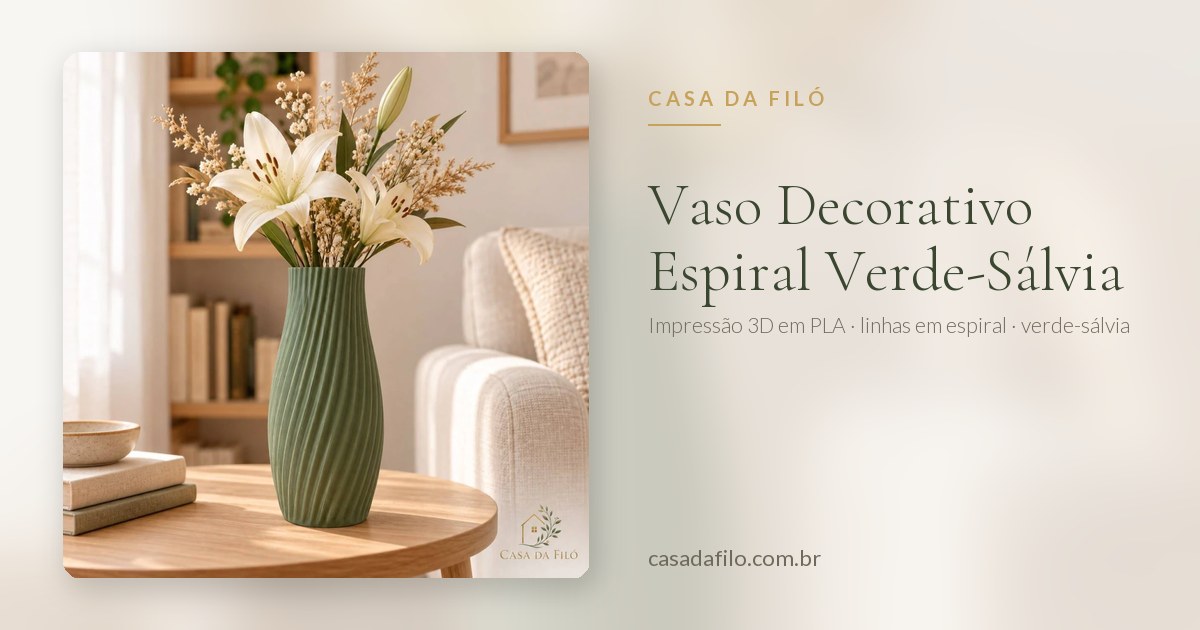 CASA DA FILÓ
Vaso Decorativo
Espiral Verde-Sálvia
Impressão 3D em PLA · linhas em espiral · verde-sálvia
casadafilo.com.br
CASA DA FILÓ